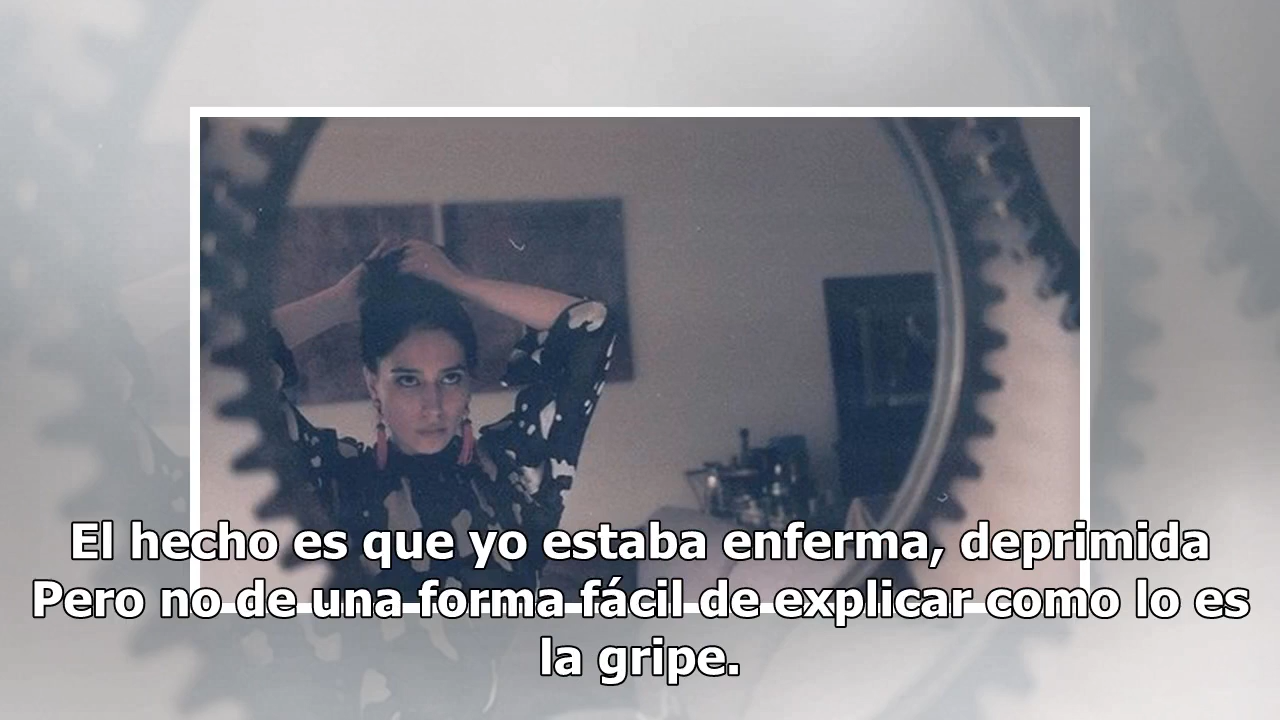 El hecho es que yo estaba enferma, deprimida
Pero no de una forma fácil de explicar como lo es
la gripe.